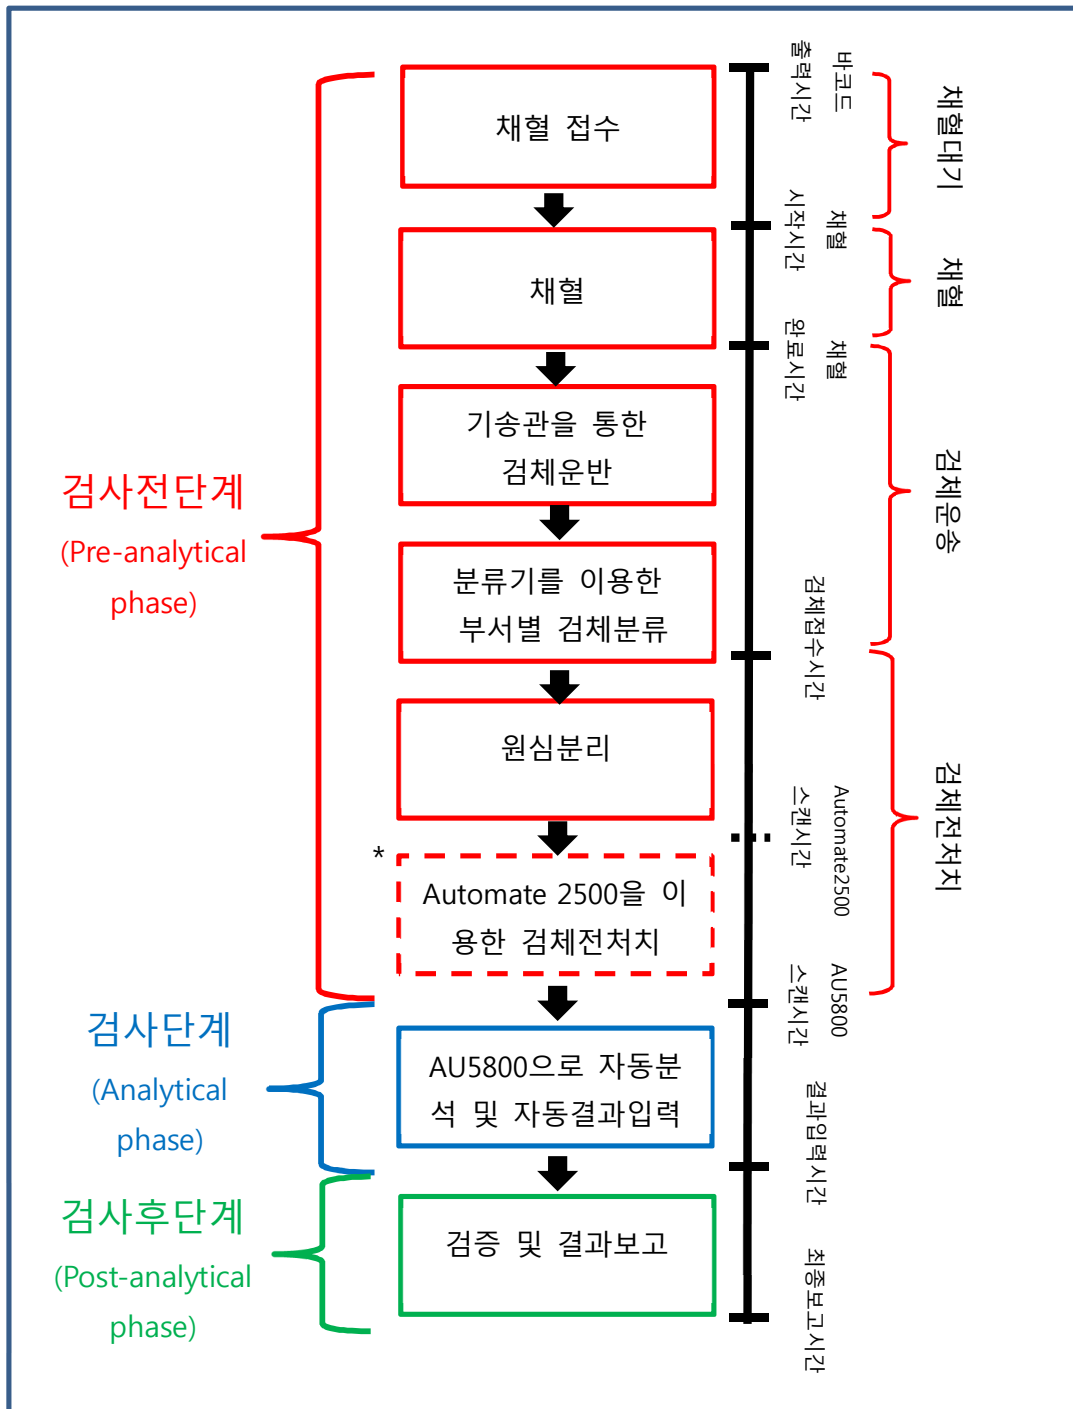 채혈 접수
채혈
기송관을 통한
검체운반
분류기를 이용한
부서별 검체분류
원심분리
*
Automate 2500을 이
용한 검체전처치
AU5800으로 자동분
석 및 자동결과입력
검증 및 결과보고
검사전단계
(Pre-analytical
phase)
검사단계
(Analytical
phase)
검사후단계
(Post-analytical
phase)
바코드
출력시간
채혈
시작시간
채혈
완료시간
검체접수시간
Automate2500
스캔시간
AU5800
스캔시간
결과입력시간
최종보고시간
채혈대기
채혈
검체운송
검체전처치